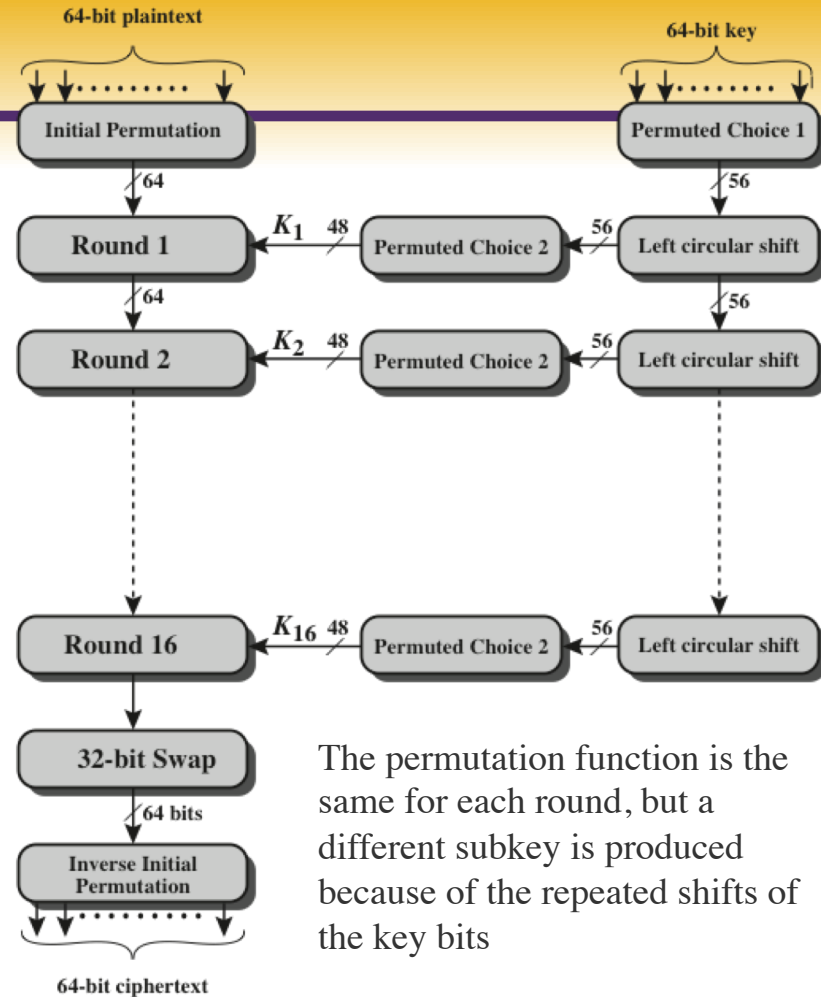 64-bit plaintext
64-bit key
Initial Permutation
Permuted Choice 1
64
56
Round 1
K1
48
Permuted Choice 2
56
Left circular shift
64
56
Round 2
K2
48
Permuted Choice 2
56
Left circular shift
Round 16
K16
48
Permuted Choice 2
56
Left circular shift
32-bit Swap
64 bits
Inverse Initial
Permutation
64-bit ciphertext
The permutation function is the
same for each round, but a
different subkey is produced
because of the repeated shifts of
the key bits